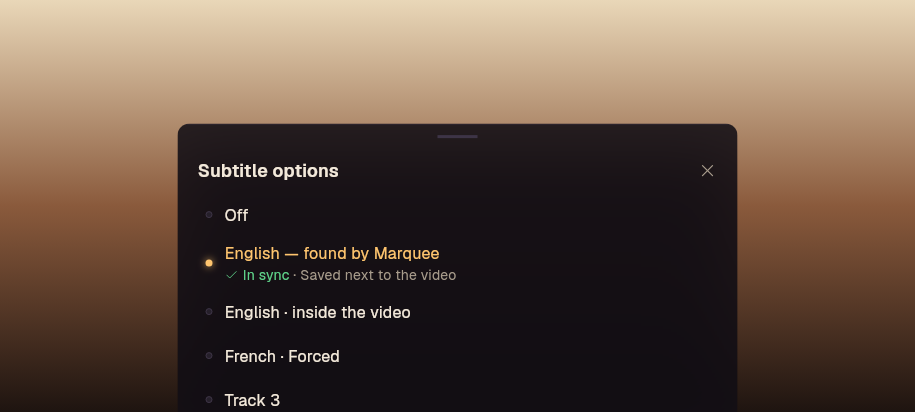 Subtitle options
Off
English — found by Marquee
✓ In sync · Saved next to the video
English · inside the video
French · Forced
Track 3